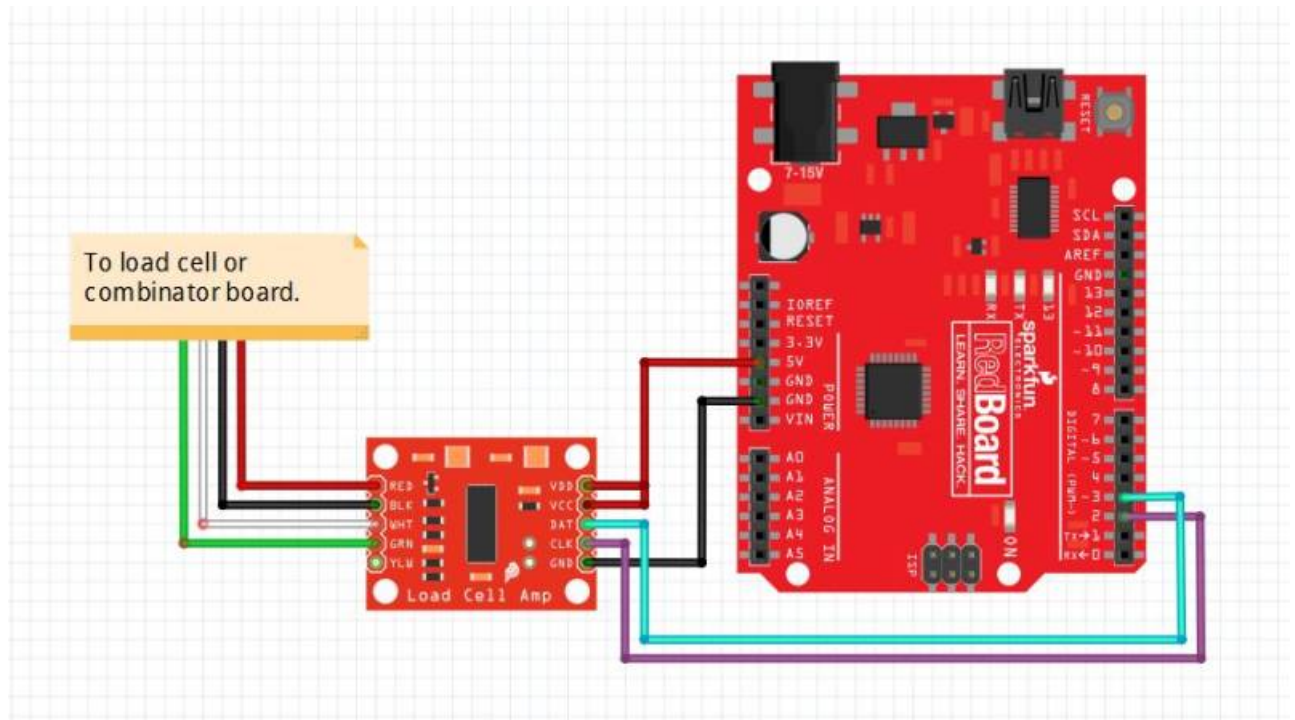 To load cell or
combinator board.
RED
BLK
WHT
GRN
YLW
VDD
VCC
DAT
CLK
GND
Load Cell Amp
7-15V
RESET
IOREF
RESET
3.3V
5V
GND
GND
VIN
POWER
A0
A1
A2
A3
A4
A5
ANALOG IN
SCL
SDA
AREF
GND
13
12
~11
~10
~9
8
7
~6
~5
4
~3
2
TX→1
RX←0
DIGITAL (PWM~)
RX
TX
13
sparkfun
ELECTRONICS
RedBoard
LEARN. SHARE. HACK.
ISP
ON